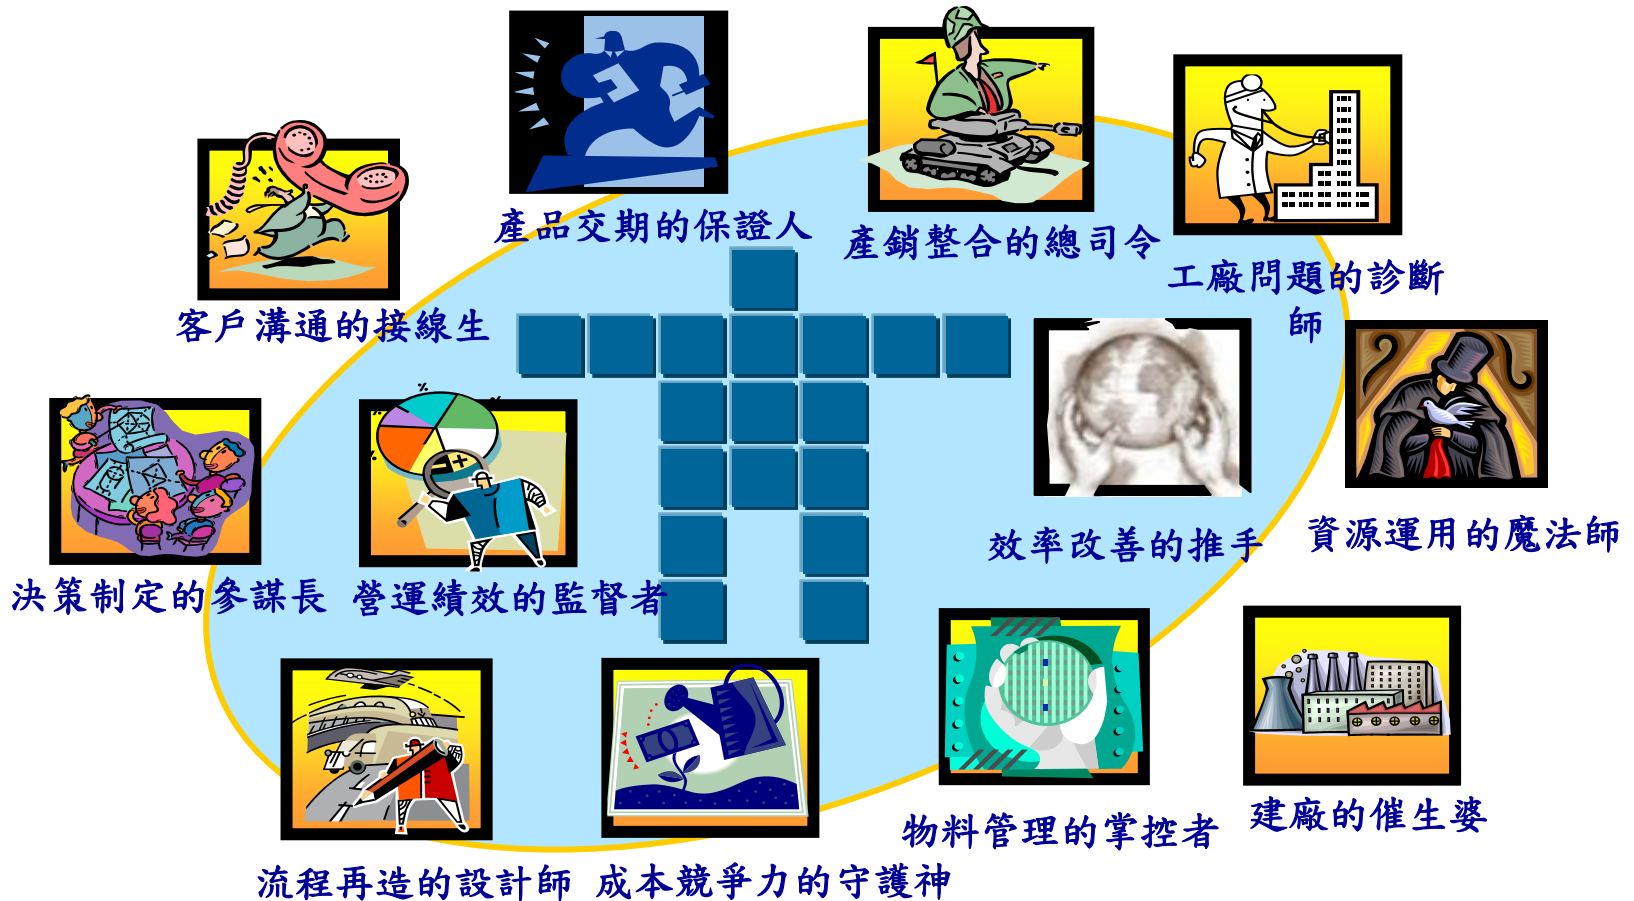 產品交期的保證人
產銷整合的總司令
工廠問題的診斷
師
客戶溝通的接線生
效率改善的推手
資源運用的魔法師
決策制定的參謀長
營運績效的監督者
物料管理的掌控者
建廠的催生婆
流程再造的設計師
成本競爭力的守護神